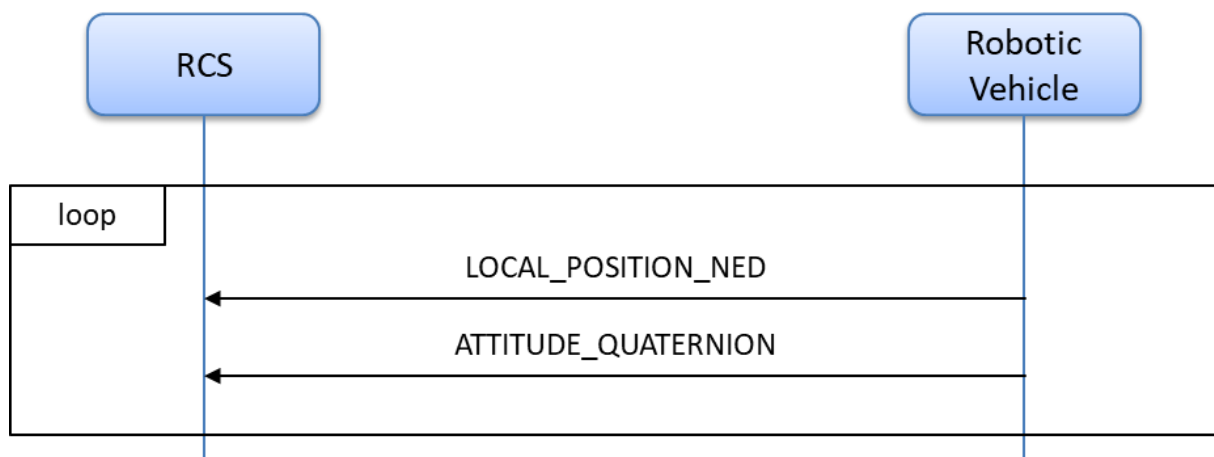 RCS
Robotic
Vehicle
loop
LOCAL_POSITION_NED
ATTITUDE_QUATERNION